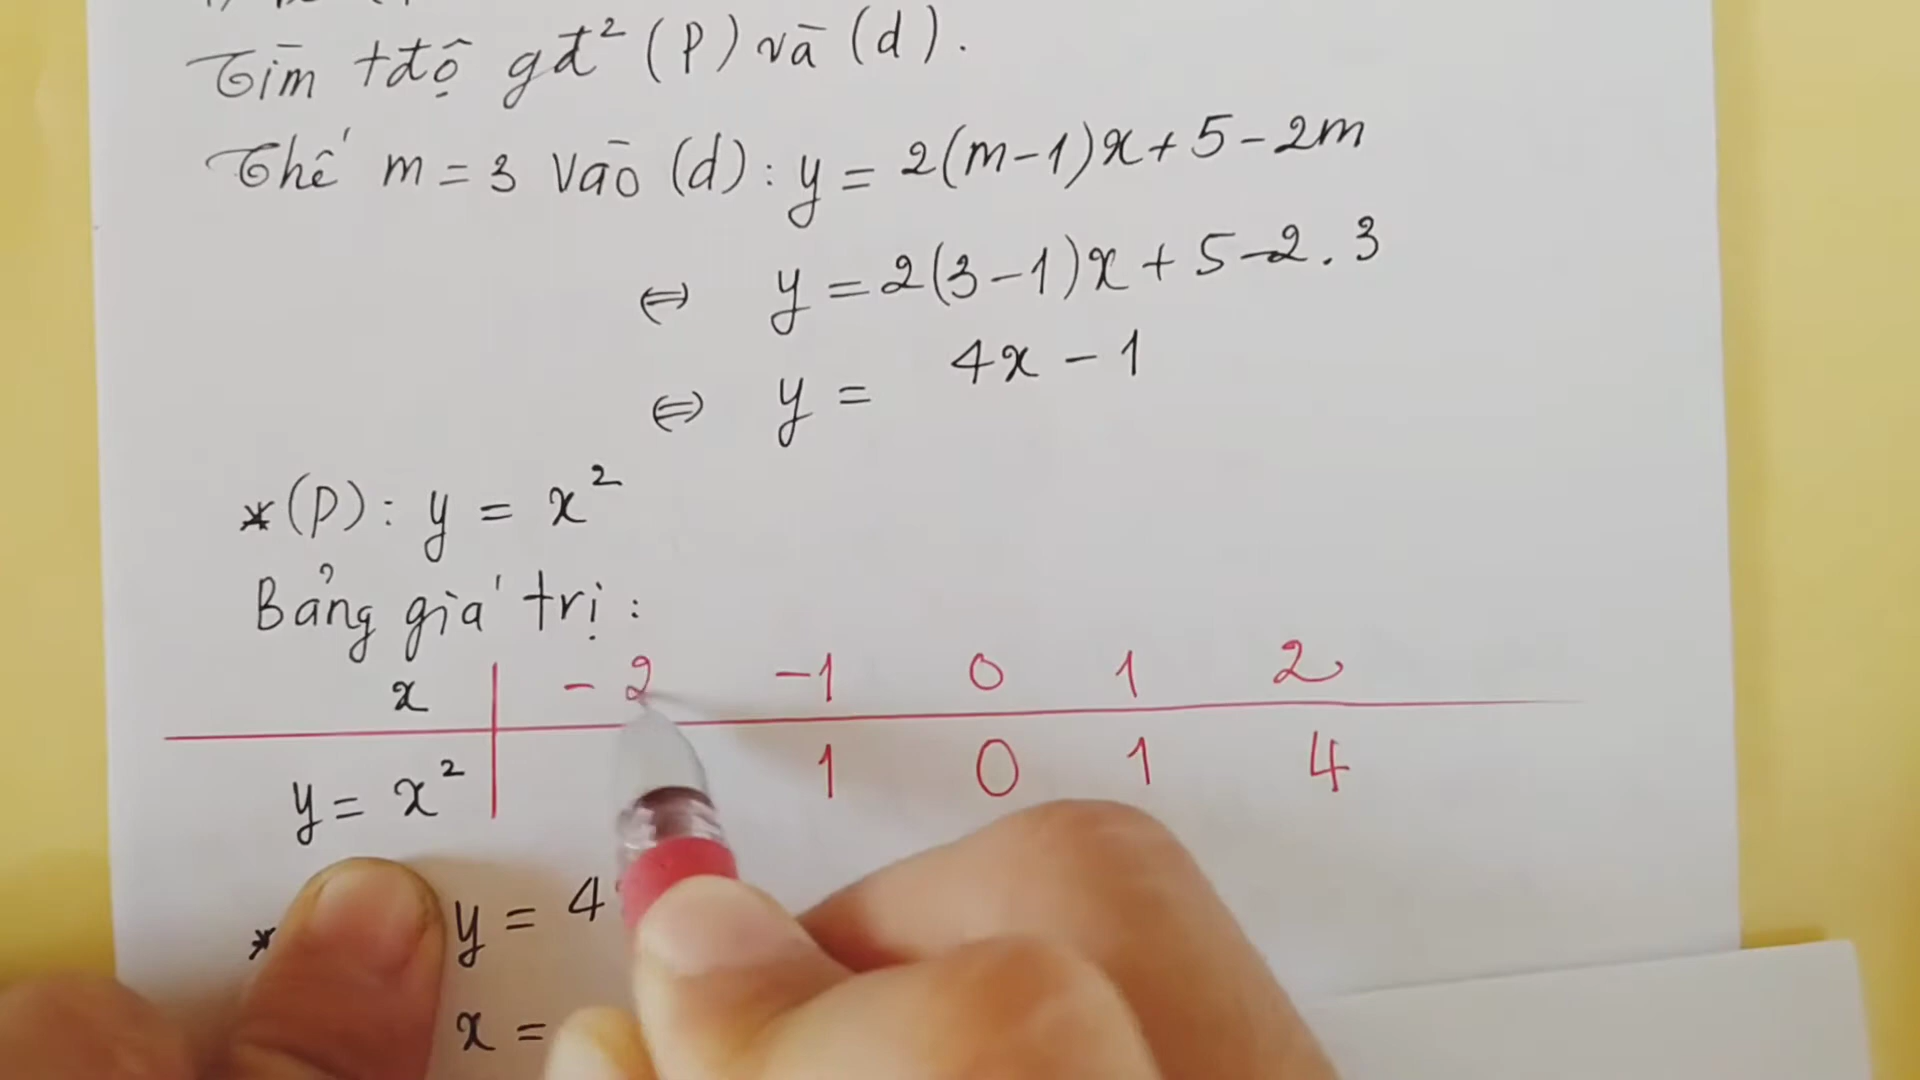 Tìm tđộ gđ² (P) và (d).
Thế m = 3 vào (d): y = 2(m-1)x + 5 - 2m
⇔ y = 2(3-1)x + 5 - 2.3
⇔ y = 4x - 1
*(P): y = x²
Bảng giá trị:
x | -2 -1 0 1 2
y = x² | 1 0 1 4
* y = 4
x =